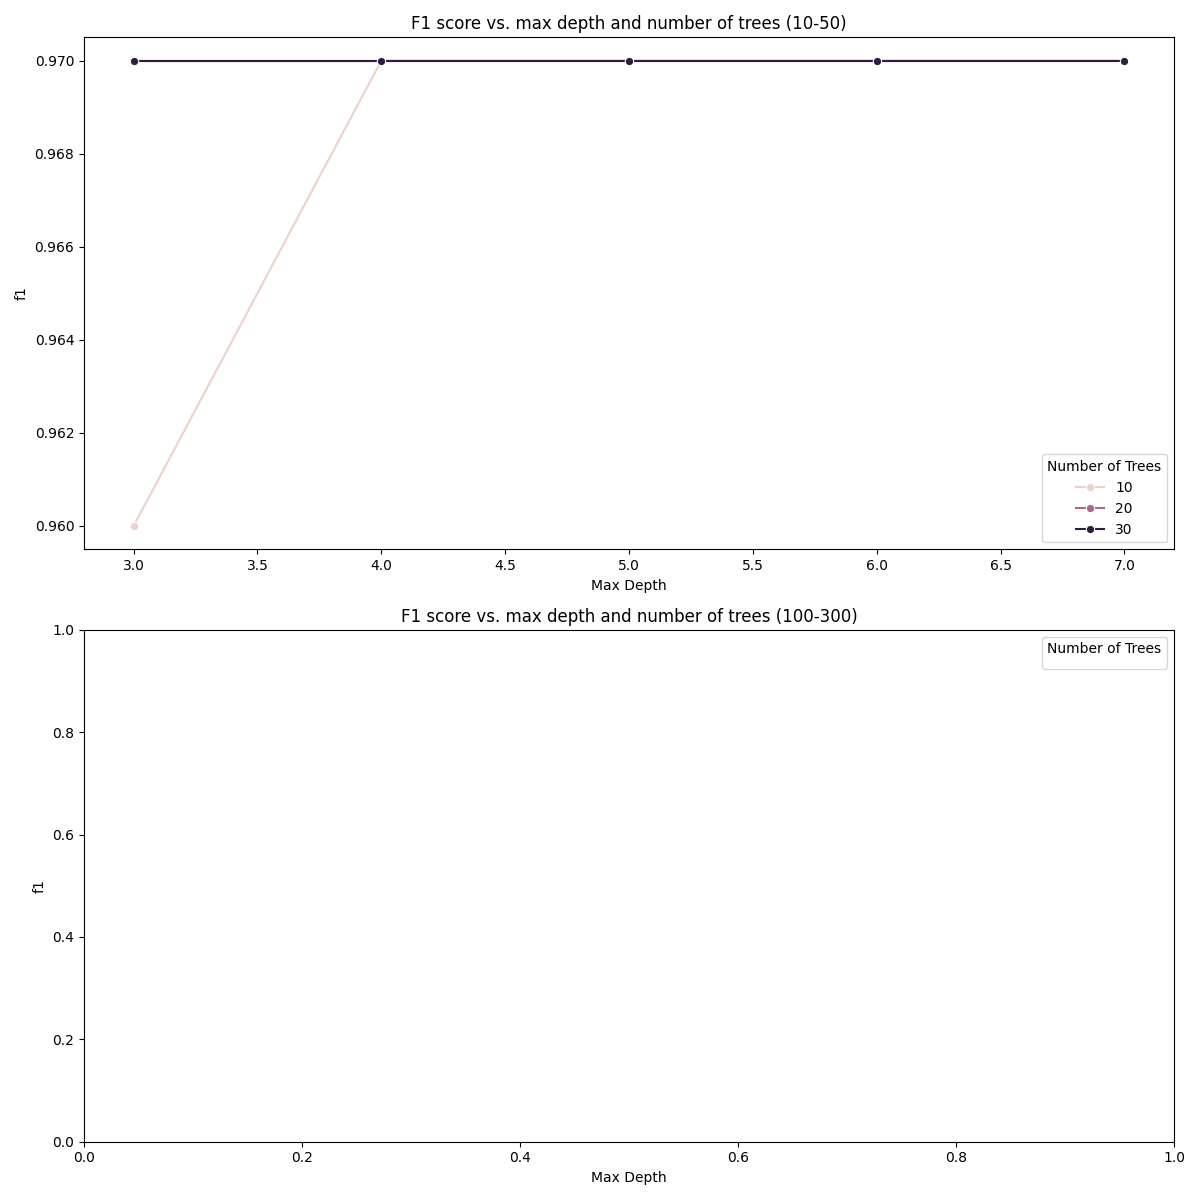 F1 score vs. max depth and number of trees (10-50)
0.970
0.968
0.966
0.964
0.962
0.960
f1
3.0 3.5 4.0 4.5 5.0 5.5 6.0 6.5 7.0
Max Depth
Number of Trees
10
20
30
F1 score vs. max depth and number of trees (100-300)
1.0
0.8
0.6
0.4
0.2
0.0
f1
0.0 0.2 0.4 0.6 0.8 1.0
Max Depth
Number of Trees